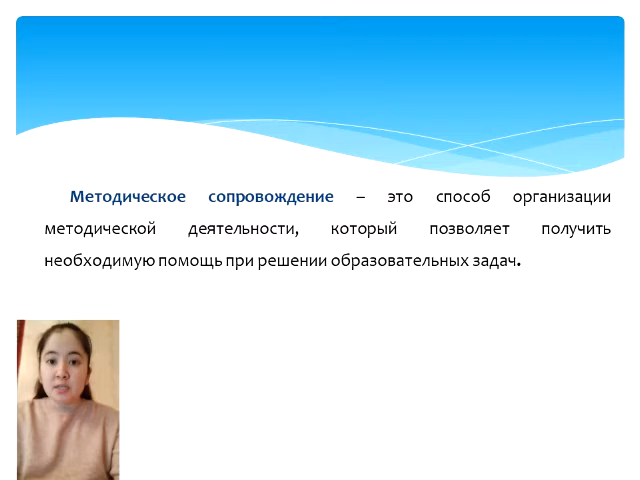 Методическое сопровождение – это способ организации
методической деятельности, который позволяет получить
необходимую помощь при решении образовательных задач.